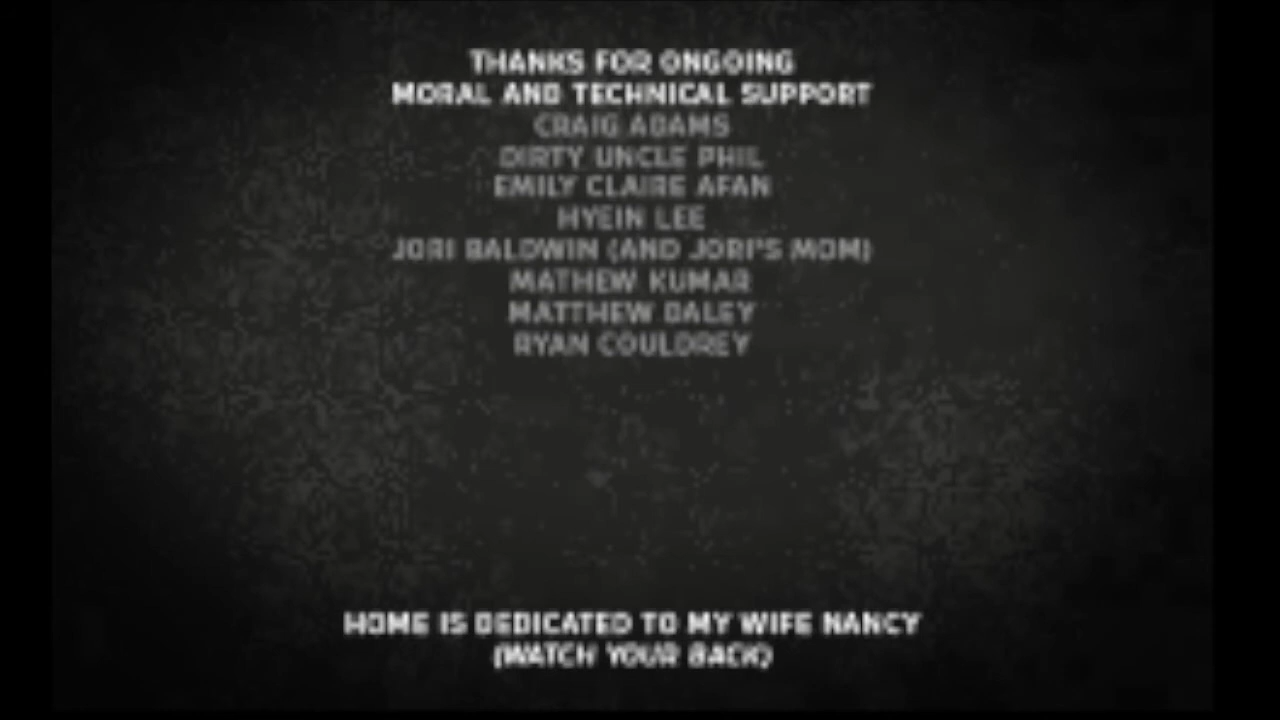 THANKS FOR ONGOING
MORAL AND TECHNICAL SUPPORT
CRAIG ADAMS
DIRTY UNCLE PHIL
EMILY CLAIRE AFAN
HYEIN LEE
JORI BALDWIN (AND JORI'S MOM)
MATHEW KUMAR
MATTHEW DALEY
RYAN COULDREY
HOME IS DEDICATED TO MY WIFE NANCY
(WATCH YOUR BACK)